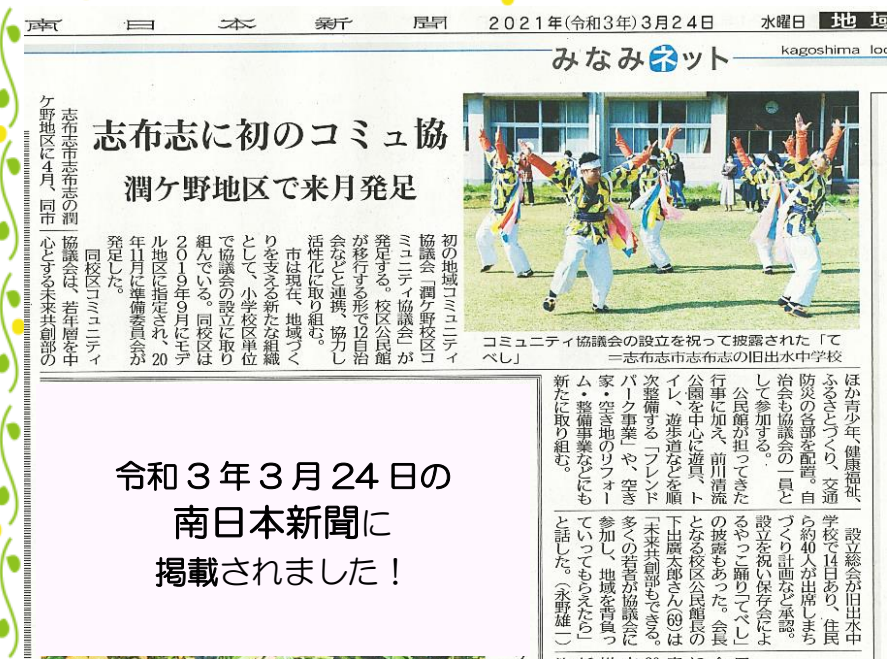 南日本新聞 2021年(令和3年)3月24日 水曜日 地域
みなみネット
kagoshima loc
志布志に初のコミュ協
潤ケ野地区で来月発足
志布志市志布志の潤
ケ野地区に4月、同市
初の地域コミュニティ
協議会「潤ケ野校区コ
ミュニティ協議会」が
発足する。校区公民館
が移行する形で12自治
会などと連携、協力し
活性化に取り組む。
市は現在、地域づく
りを支える新たな組織
として、小学校区単位
で協議会の設立に取り
組んでいる。同校区は
2019年9月にモデ
ル地区に指定され、20
年11月に準備委員会が
発足した。
同校区コミュニティ
協議会は、若年層を中
心とする未来共創部の
コミュニティ協議会の設立を祝って披露された「て
ぺし」 =志布志市志布志の旧出水中学校
ほか青少年、健康福祉、
ふるさとづくり、交通
防災の各部を配置。自
治会も協議会の一員と
して参加する。
公民館が担ってきた
行事に加え、前川清流
公園を中心に遊具、ト
イレ、遊歩道などを順
次整備する「フレンド
パーク事業」や、空き
家・空き地のリフォー
ム・整備事業などにも
新たに取り組む。
設立総会が旧出水中
学校で14日あり、住民
ら約40人が出席しまち
づくり計画など承認。
設立を祝い保存会によ
るやっこ踊り「てぺし」
の披露もあった。会長
となる校区公民館長の
下出廣太郎さん(69)は
「未来共創部もできる。
多くの若者が協議会に
参加し、地域を背負っ
ていってもらえたら」
と話した。(永野雄一)
令和3年3月24日の
南日本新聞に
掲載されました!